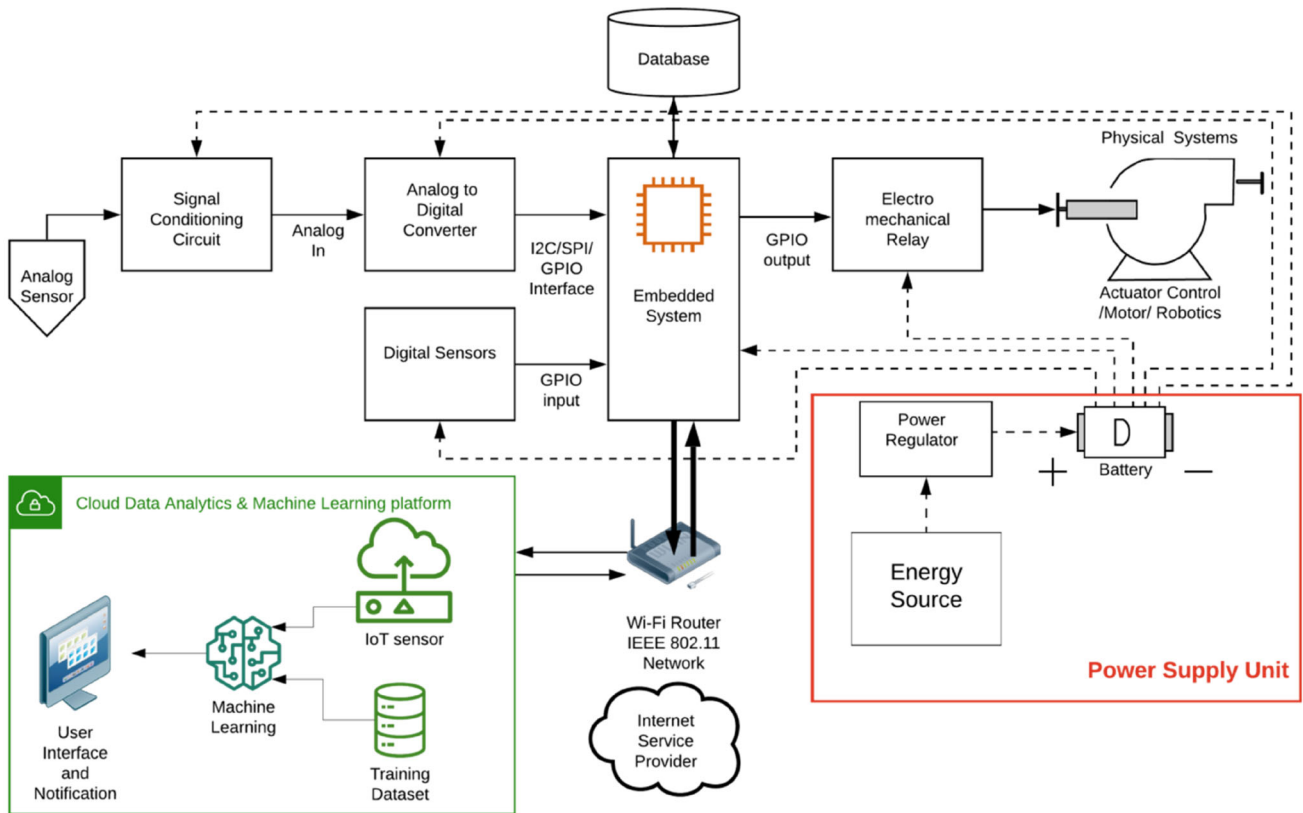 Database
Physical Systems
Signal
Conditioning
Circuit
Analog to
Digital
Converter
Electro
mechanical
Relay
Analog
In
I2C/SPI/
GPIO
Interface
GPIO
output
Analog
Sensor
Embedded
System
Actuator Control
/Motor/ Robotics
Digital Sensors
GPIO
input
Power
Regulator
D
+
Battery
—
Cloud Data Analytics & Machine Learning platform
Energy
Source
IoT sensor
Wi-Fi Router
IEEE 802.11
Network
Power Supply Unit
Machine
Learning
User
Interface
and
Notification
Training
Dataset
Internet
Service
Provider